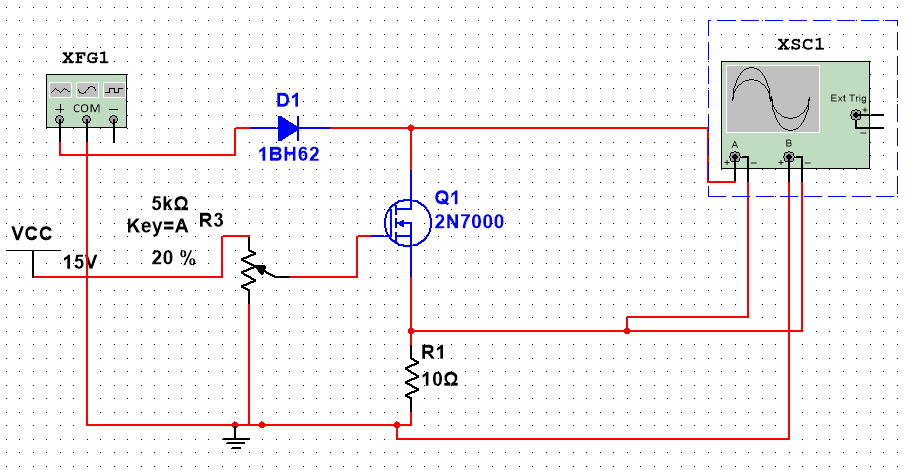 XFG1
COM
D1
1BH62
XSC1
Ext Trig
A
B
Q1
2N7000
5kΩ
Key=A
R3
20 %
VCC
15V
R1
10Ω